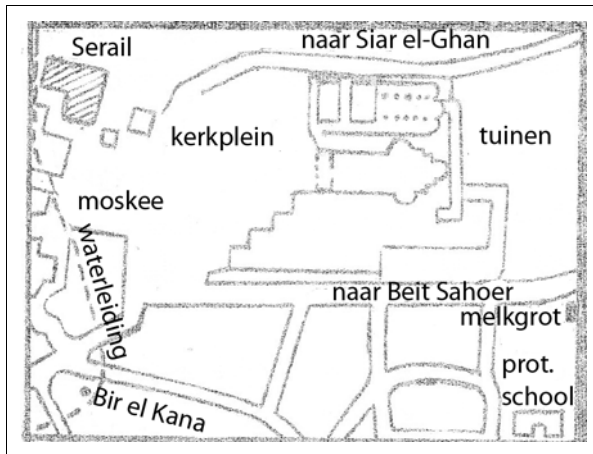 Serail
naar Siar el-Ghan
kerkplein
tuinen
moskee
waterleiding
naar Beit Sahoer
melkgrot
prot.
school
Bir el Kana